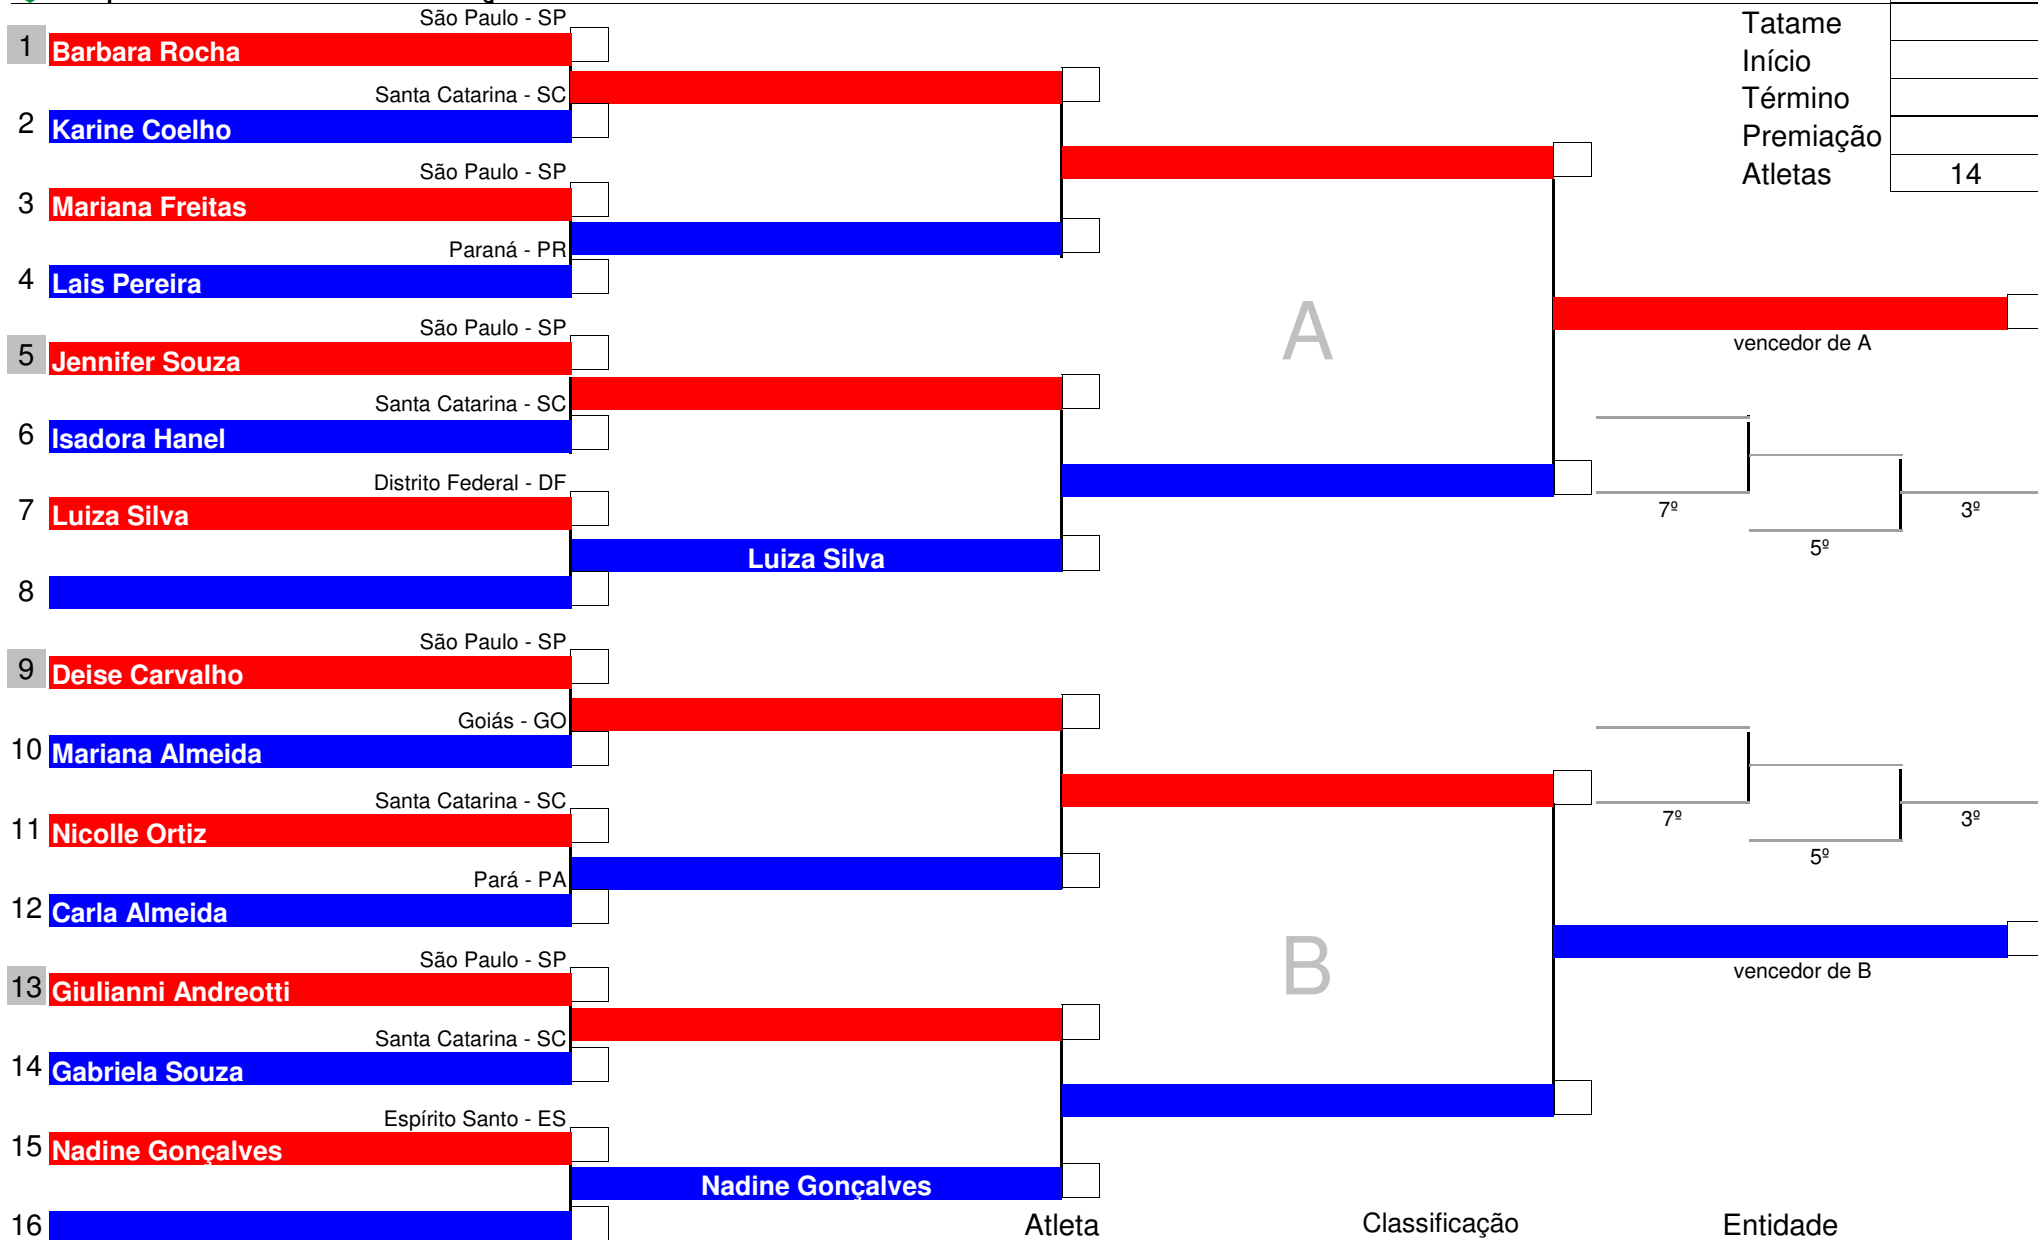 São Paulo - SP
1 Barbara Rocha
Santa Catarina - SC
2 Karine Coelho
São Paulo - SP
3 Mariana Freitas
Paraná - PR
4 Lais Pereira
São Paulo - SP
5 Jennifer Souza
Santa Catarina - SC
6 Isadora Hanel
Distrito Federal - DF
7 Luiza Silva
Luiza Silva
8
São Paulo - SP
9 Deise Carvalho
Goiás - GO
10 Mariana Almeida
Santa Catarina - SC
11 Nicolle Ortiz
Pará - PA
12 Carla Almeida
São Paulo - SP
13 Giulianni Andreotti
Santa Catarina - SC
14 Gabriela Souza
Espírito Santo - ES
15 Nadine Gonçalves
Nadine Gonçalves
16
A
B
Tatame
Início
Término
Premiação
Atletas 14
vencedor de A
7º
3º
5º
7º
3º
5º
vencedor de B
Atleta Classificação Entidade